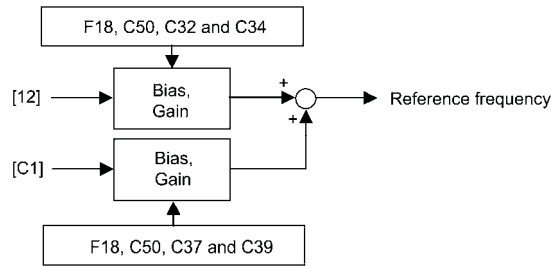 F18, C50, C32 and C34
[12]
Bias,
Gain
+
+
Reference frequency
[C1]
Bias,
Gain
F18, C50, C37 and C39